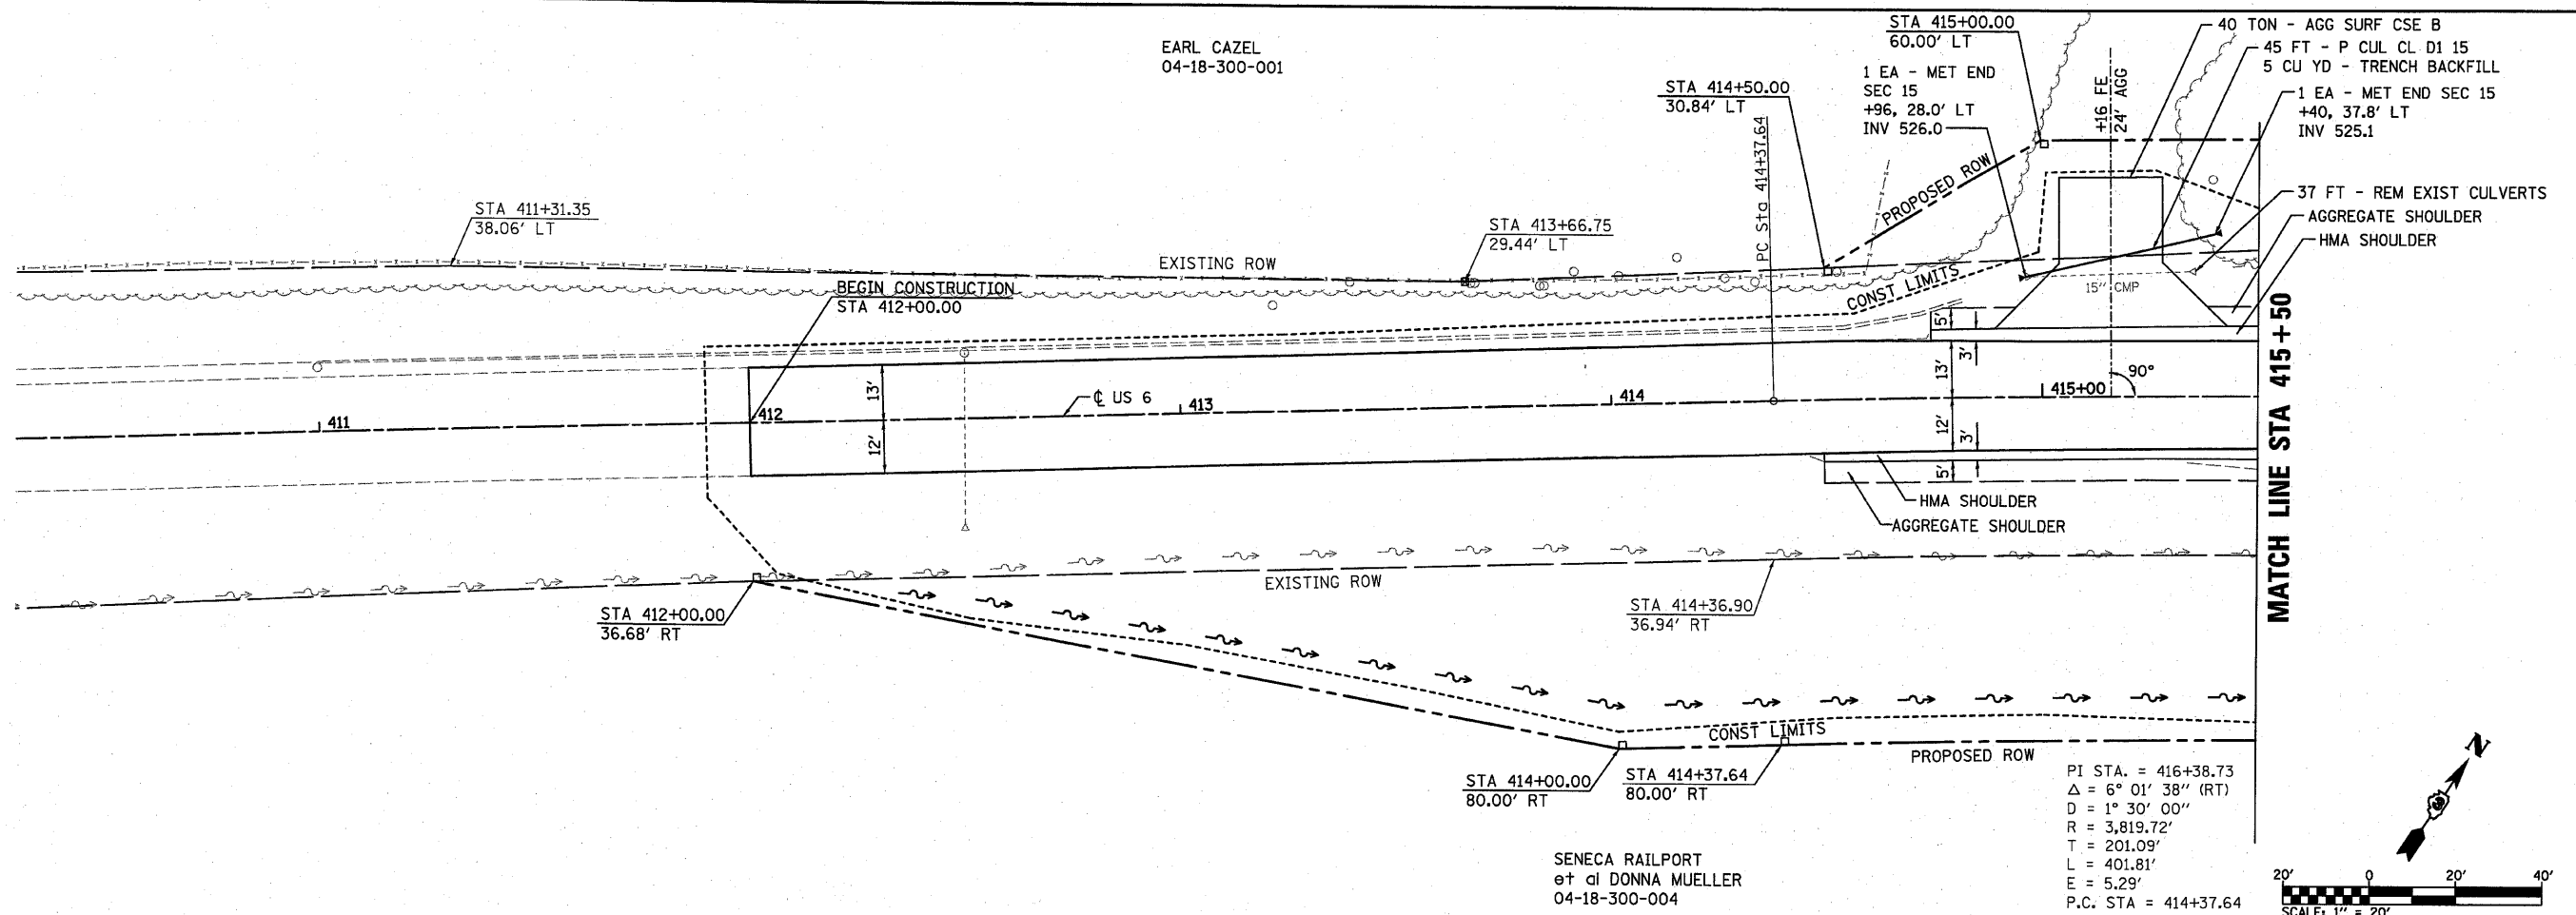 EARL CAZEL
04-18-300-001
STA 415+00.00
60.00' LT
40 TON - AGG SURF CSE B
45 FT - P CUL CL D1 15
5 CU YD - TRENCH BACKFILL
1 EA - MET END SEC 15
+40, 37.8' LT
INV 525.1
STA 414+50.00
30.84' LT
1 EA - MET END
SEC 15
+96, 28.0' LT
INV 526.0
+16 FE
24' AGG
PC Sta 414+37.64
PROPOSED ROW
37 FT - REM EXIST CULVERTS
AGGREGATE SHOULDER
HMA SHOULDER
STA 411+31.35
38.06' LT
STA 413+66.75
29.44' LT
EXISTING ROW
BEGIN CONSTRUCTION
STA 412+00.00
CONST LIMITS
15" CMP
5'
3'
13'
13'
90°
411
412
℄ US 6
413
414
415+00
12'
12'
3'
5'
HMA SHOULDER
AGGREGATE SHOULDER
MATCH LINE STA 415+50
EXISTING ROW
STA 412+00.00
36.68' RT
STA 414+36.90
36.94' RT
CONST LIMITS
PROPOSED ROW
STA 414+00.00
80.00' RT
STA 414+37.64
80.00' RT
SENECA RAILPORT
et al DONNA MUELLER
04-18-300-004
PI STA. = 416+38.73
Δ = 6° 01' 38" (RT)
D = 1° 30' 00"
R = 3,819.72'
T = 201.09'
L = 401.81'
E = 5.29'
P.C. STA = 414+37.64
N
20' 0 20' 40'
SCALE: 1" = 20'